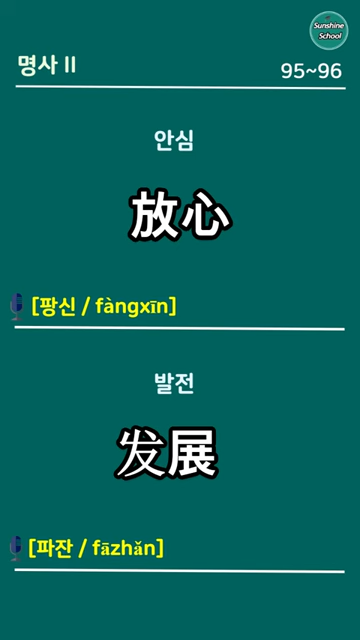 Sunshine
School
명사 II
95~96
안심
放心
[팡신 / fàngxīn]
발전
发展
[파잔 / fāzhǎn]